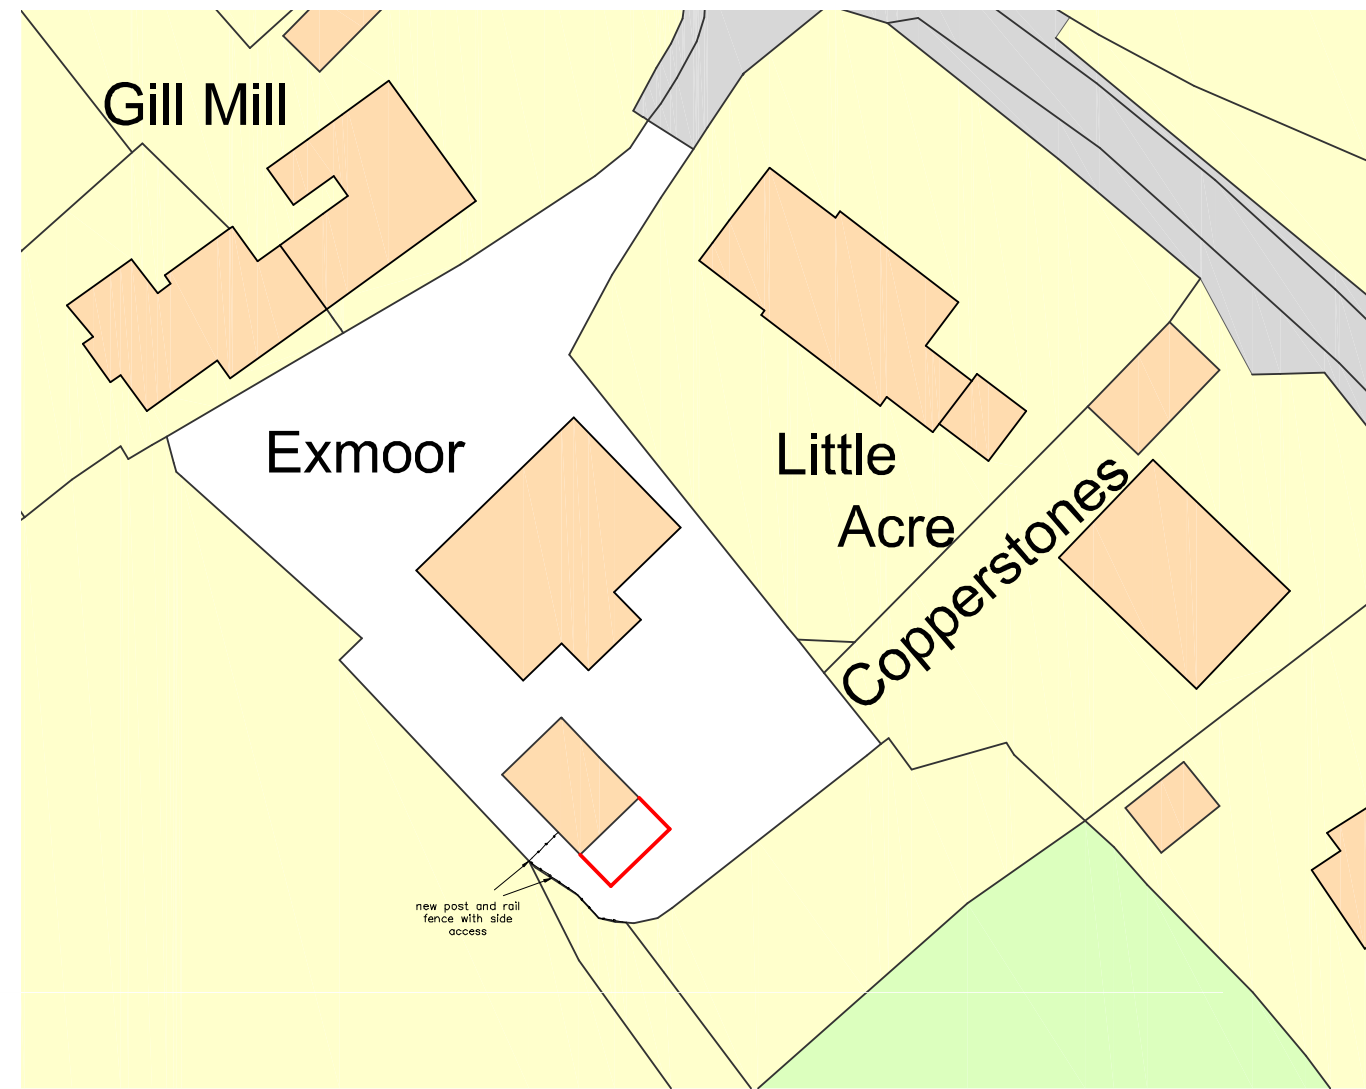 Gill Mill
Exmoor
Little
Acre
Copperstones
new post and rail
fence with side
access